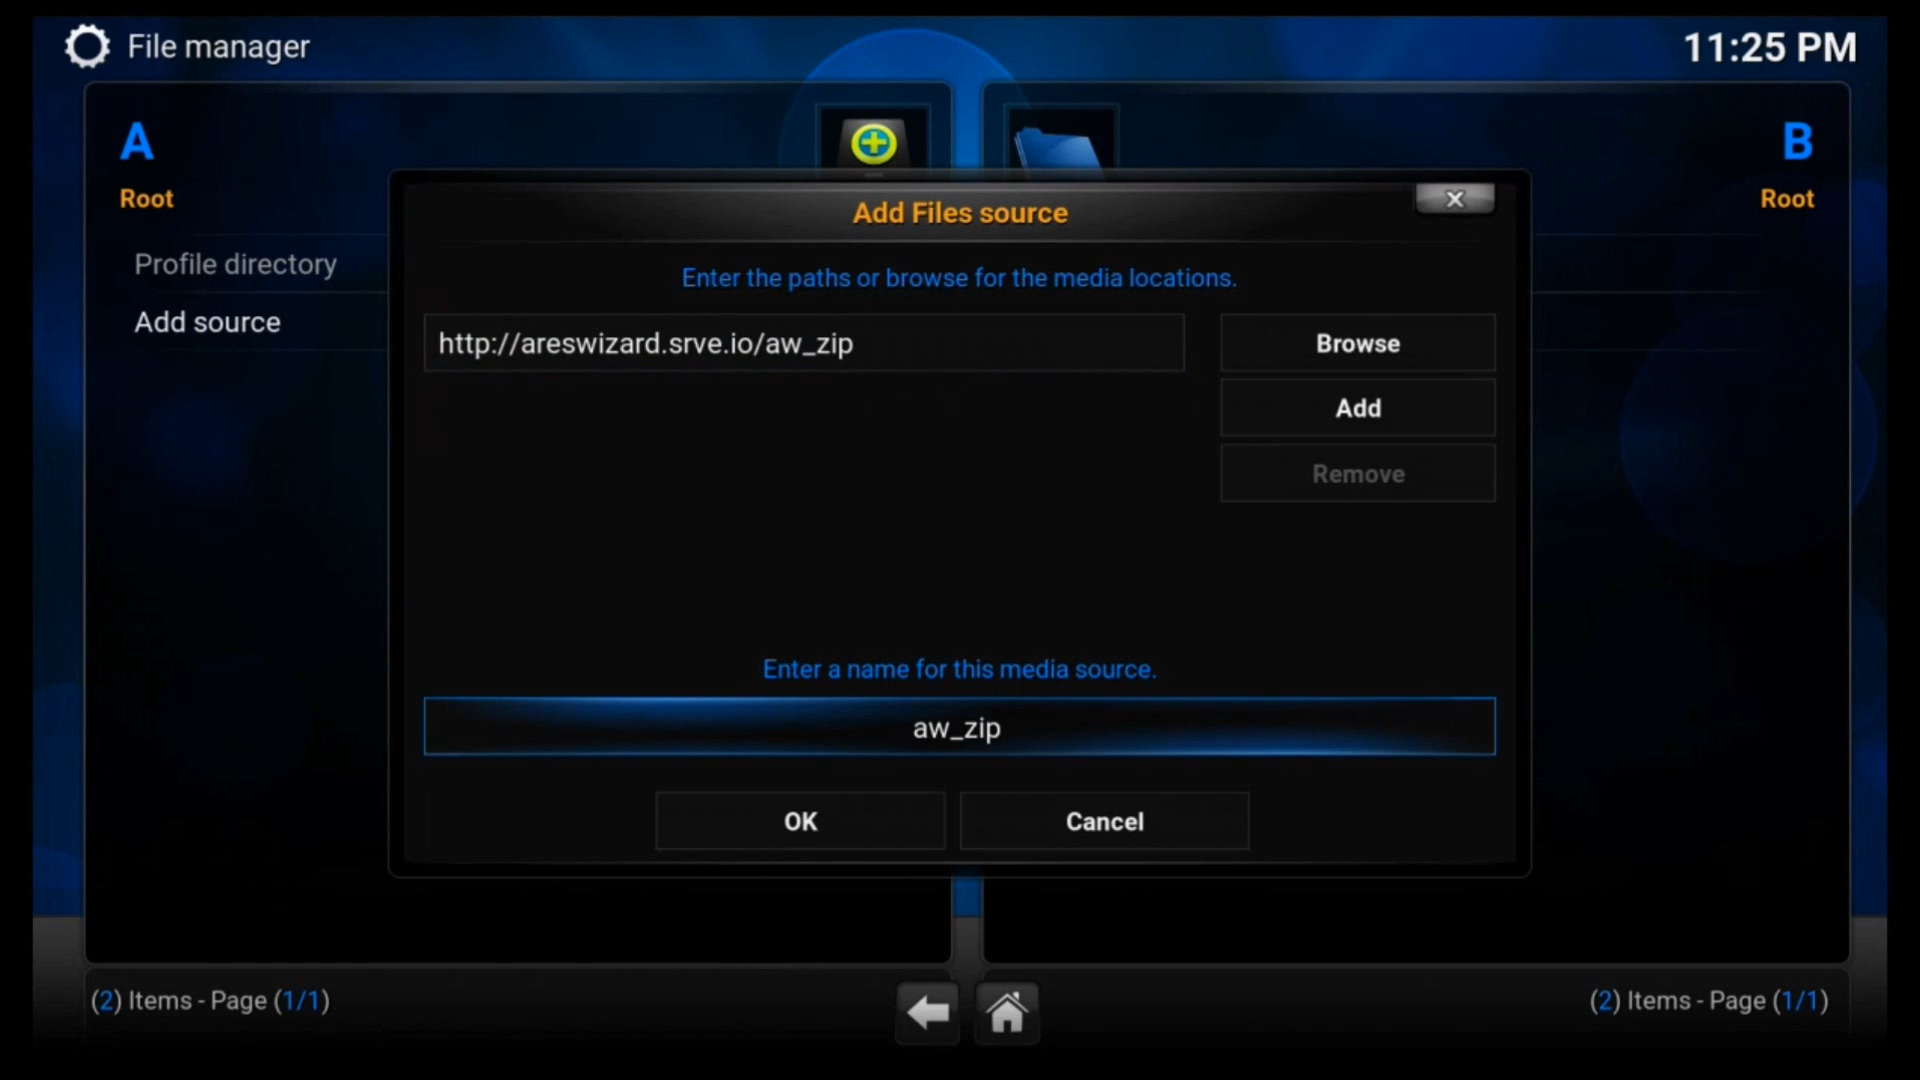 File manager
11:25 PM
A
B
Root
Root
Profile directory
Add source
Add Files source
X
Enter the paths or browse for the media locations.
http://areswizard.srve.io/aw_zip
Browse
Add
Remove
Enter a name for this media source.
aw_zip
OK
Cancel
(2) Items - Page (1/1)
(2) Items - Page (1/1)